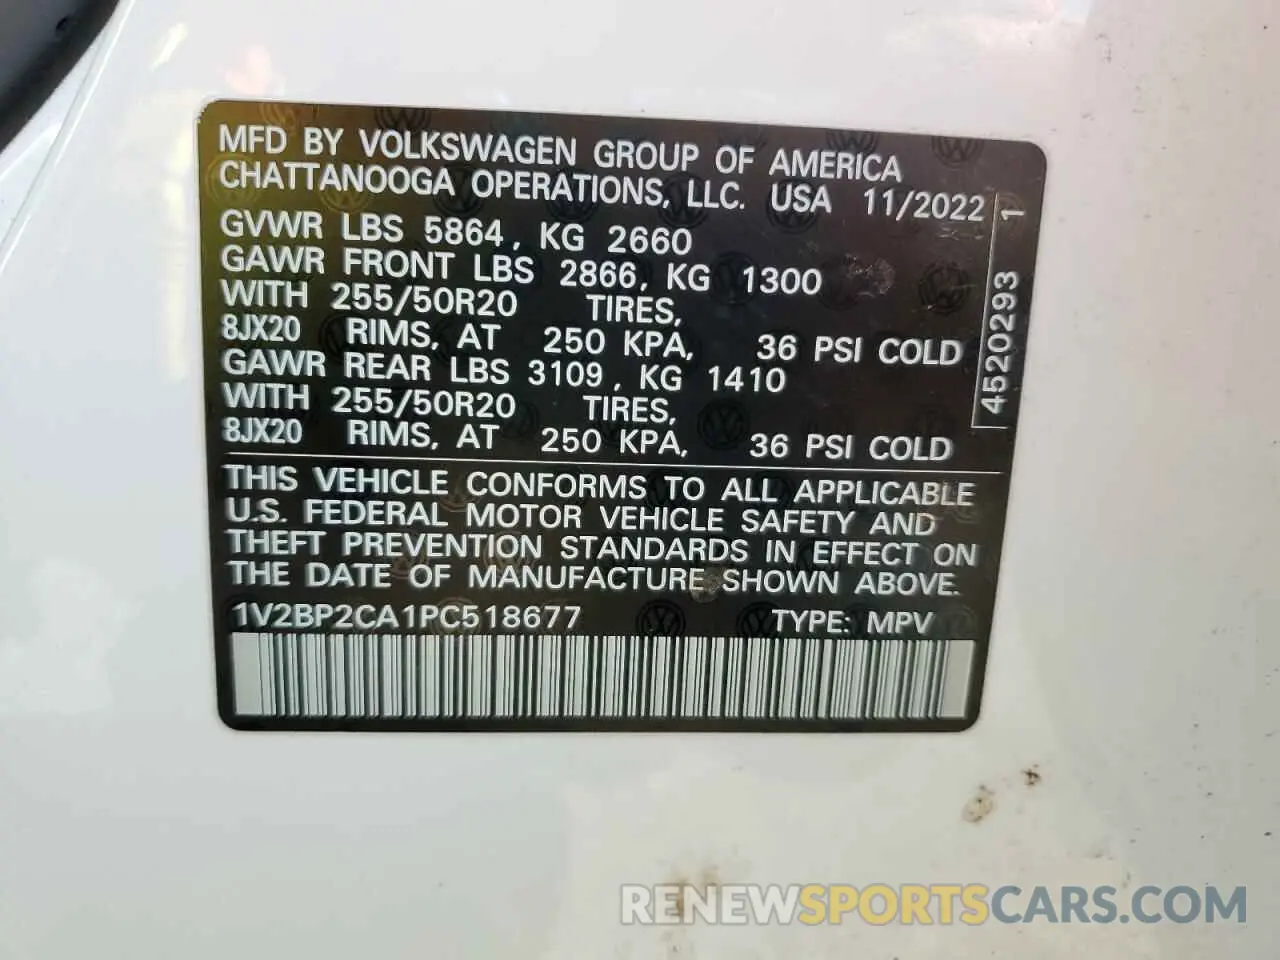 MFD BY VOLKSWAGEN GROUP OF AMERICA
CHATTANOOGA OPERATIONS, LLC. USA 11/2022
GVWR LBS 5864, KG 2660
GAWR FRONT LBS 2866, KG 1300
WITH 255/50R20 TIRES,
8JX20 RIMS, AT 250 KPA, 36 PSI COLD
GAWR REAR LBS 3109, KG 1410
WITH 255/50R20 TIRES,
8JX20 RIMS, AT 250 KPA, 36 PSI COLD
4520293 1
THIS VEHICLE CONFORMS TO ALL APPLICABLE
U.S. FEDERAL MOTOR VEHICLE SAFETY AND
THEFT PREVENTION STANDARDS IN EFFECT ON
THE DATE OF MANUFACTURE SHOWN ABOVE.
1V2BP2CA1PC518677 TYPE: MPV
RENEWSPORTSCARS.COM